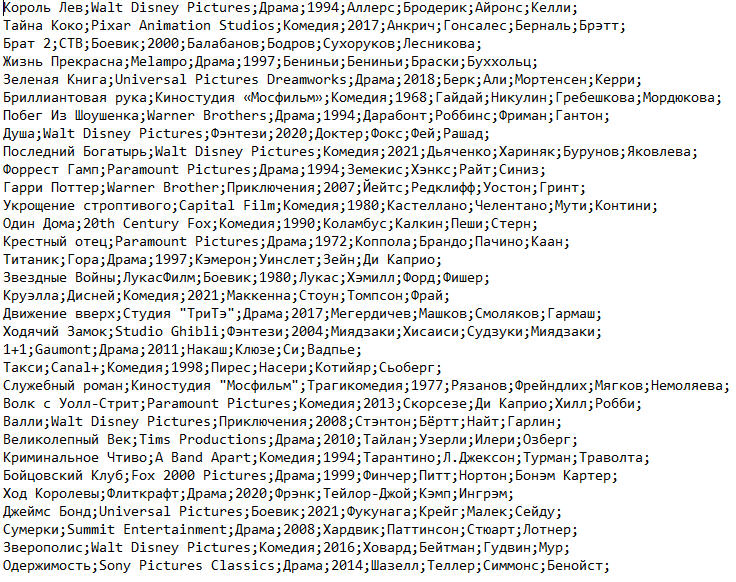 Король Лев;Walt Disney Pictures;Драма;1994;Аллерс;Бродерик;Айронс;Келли;
Тайна Коко;Pixar Animation Studios;Комедия;2017;Анкрич;Гонсалес;Берналь;Брэтт;
Брат 2;СТВ;Боевик;2000;Балабанов;Бодров;Сухоруков;Лесникова;
Жизнь Прекрасна;Melampo;Драма;1997;Бениньи;Бениньи;Браски;Буххольц;
Зеленая Книга;Universal Pictures Dreamworks;Драма;2018;Берк;Али;Мортенсен;Керри;
Бриллиантовая рука;Киностудия «Мосфильм»;Комедия;1968;Гайдай;Никулин;Гребешкова;Мордюкова;
Побег Из Шоушенка;Warner Brothers;Драма;1994;Дарабонт;Роббинс;Фриман;Гантон;
Душа;Walt Disney Pictures;Фэнтези;2020;Доктер;Фокс;Фей;Рашад;
Последний Богатырь;Walt Disney Pictures;Комедия;2021;Дьяченко;Хариняк;Бурунов;Яковлева;
Форрест Гамп;Paramount Pictures;Драма;1994;Земекис;Хэнкс;Райт;Синиз;
Гарри Поттер;Warner Brother;Приключения;2007;Йейтс;Редклифф;Уостон;Гринт;
Укрощение строптивого;Capital Film;Комедия;1980;Кастеллано;Челентано;Мути;Контини;
Один Дома;20th Century Fox;Комедия;1990;Коламбус;Калкин;Пеши;Стерн;
Крестный отец;Paramount Pictures;Драма;1972;Коппола;Брандо;Пачино;Каан;
Титаник;Гора;Драма;1997;Кэмерон;Уинслет;Зейн;Ди Каприо;
Звездные Войны;ЛукасФилм;Боевик;1980;Лукас;Хэмилл;Форд;Фишер;
Круэлла;Дисней;Комедия;2021;Маккенна;Стоун;Томпсон;Фрай;
Движение вверх;Студия "ТриТэ";Драма;2017;Мегердичев;Машков;Смоляков;Гармаш;
Ходячий Замок;Studio Ghibli;Фэнтези;2004;Миядзаки;Хисаиси;Судзуки;Миядзаки;
1+1;Gaumont;Драма;2011;Накаш;Клюзе;Си;Вадпье;
Такси;Canal+;Комедия;1998;Пирес;Насери;Котийяр;Сьоберг;
Служебный роман;Киностудия "Мосфильм";Трагикомедия;1977;Рязанов;Фрейндлих;Мягков;Немоляева;
Волк с Уолл-Стрит;Paramount Pictures;Комедия;2013;Скорсезе;Ди Каприо;Хилл;Робби;
Валли;Walt Disney Pictures;Приключения;2008;Стэнтон;Бёртт;Найт;Гарлин;
Великолепный Век;Tims Productions;Драма;2010;Тайлан;Узерли;Илери;Озберг;
Криминальное Чтиво;A Band Apart;Комедия;1994;Тарантино;Л.Джексон;Турман;Траволта;
Бойцовский Клуб;Fox 2000 Pictures;Драма;1999;Финчер;Питт;Нортон;Бонэм Картер;
Ход Королевы;Флиткрафт;Драма;2020;Фрэнк;Тейлор-Джой;Кэмп;Ингрэм;
Джеймс Бонд;Universal Pictures;Боевик;2021;Фукунага;Крейг;Малек;Сейду;
Сумерки;Summit Entertainment;Драма;2008;Хардвик;Паттинсон;Стюарт;Лотнер;
Зверополис;Walt Disney Pictures;Комедия;2016;Ховард;Бейтман;Гудвин;Мур;
Одержимость;Sony Pictures Classics;Драма;2014;Шазелл;Теллер;Симмонс;Бенойст;